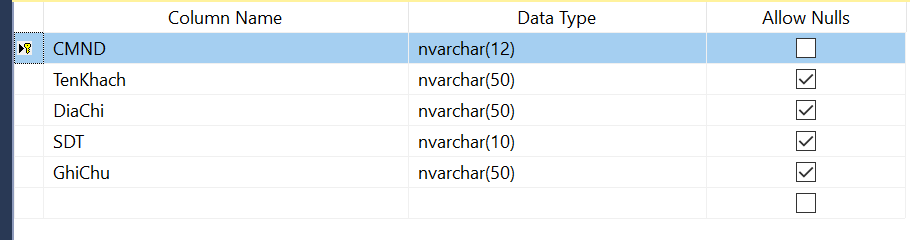 Column Name Data Type Allow Nulls
CMND nvarchar(12)
TenKhach nvarchar(50)
DiaChi nvarchar(50)
SDT nvarchar(10)
GhiChu nvarchar(50)